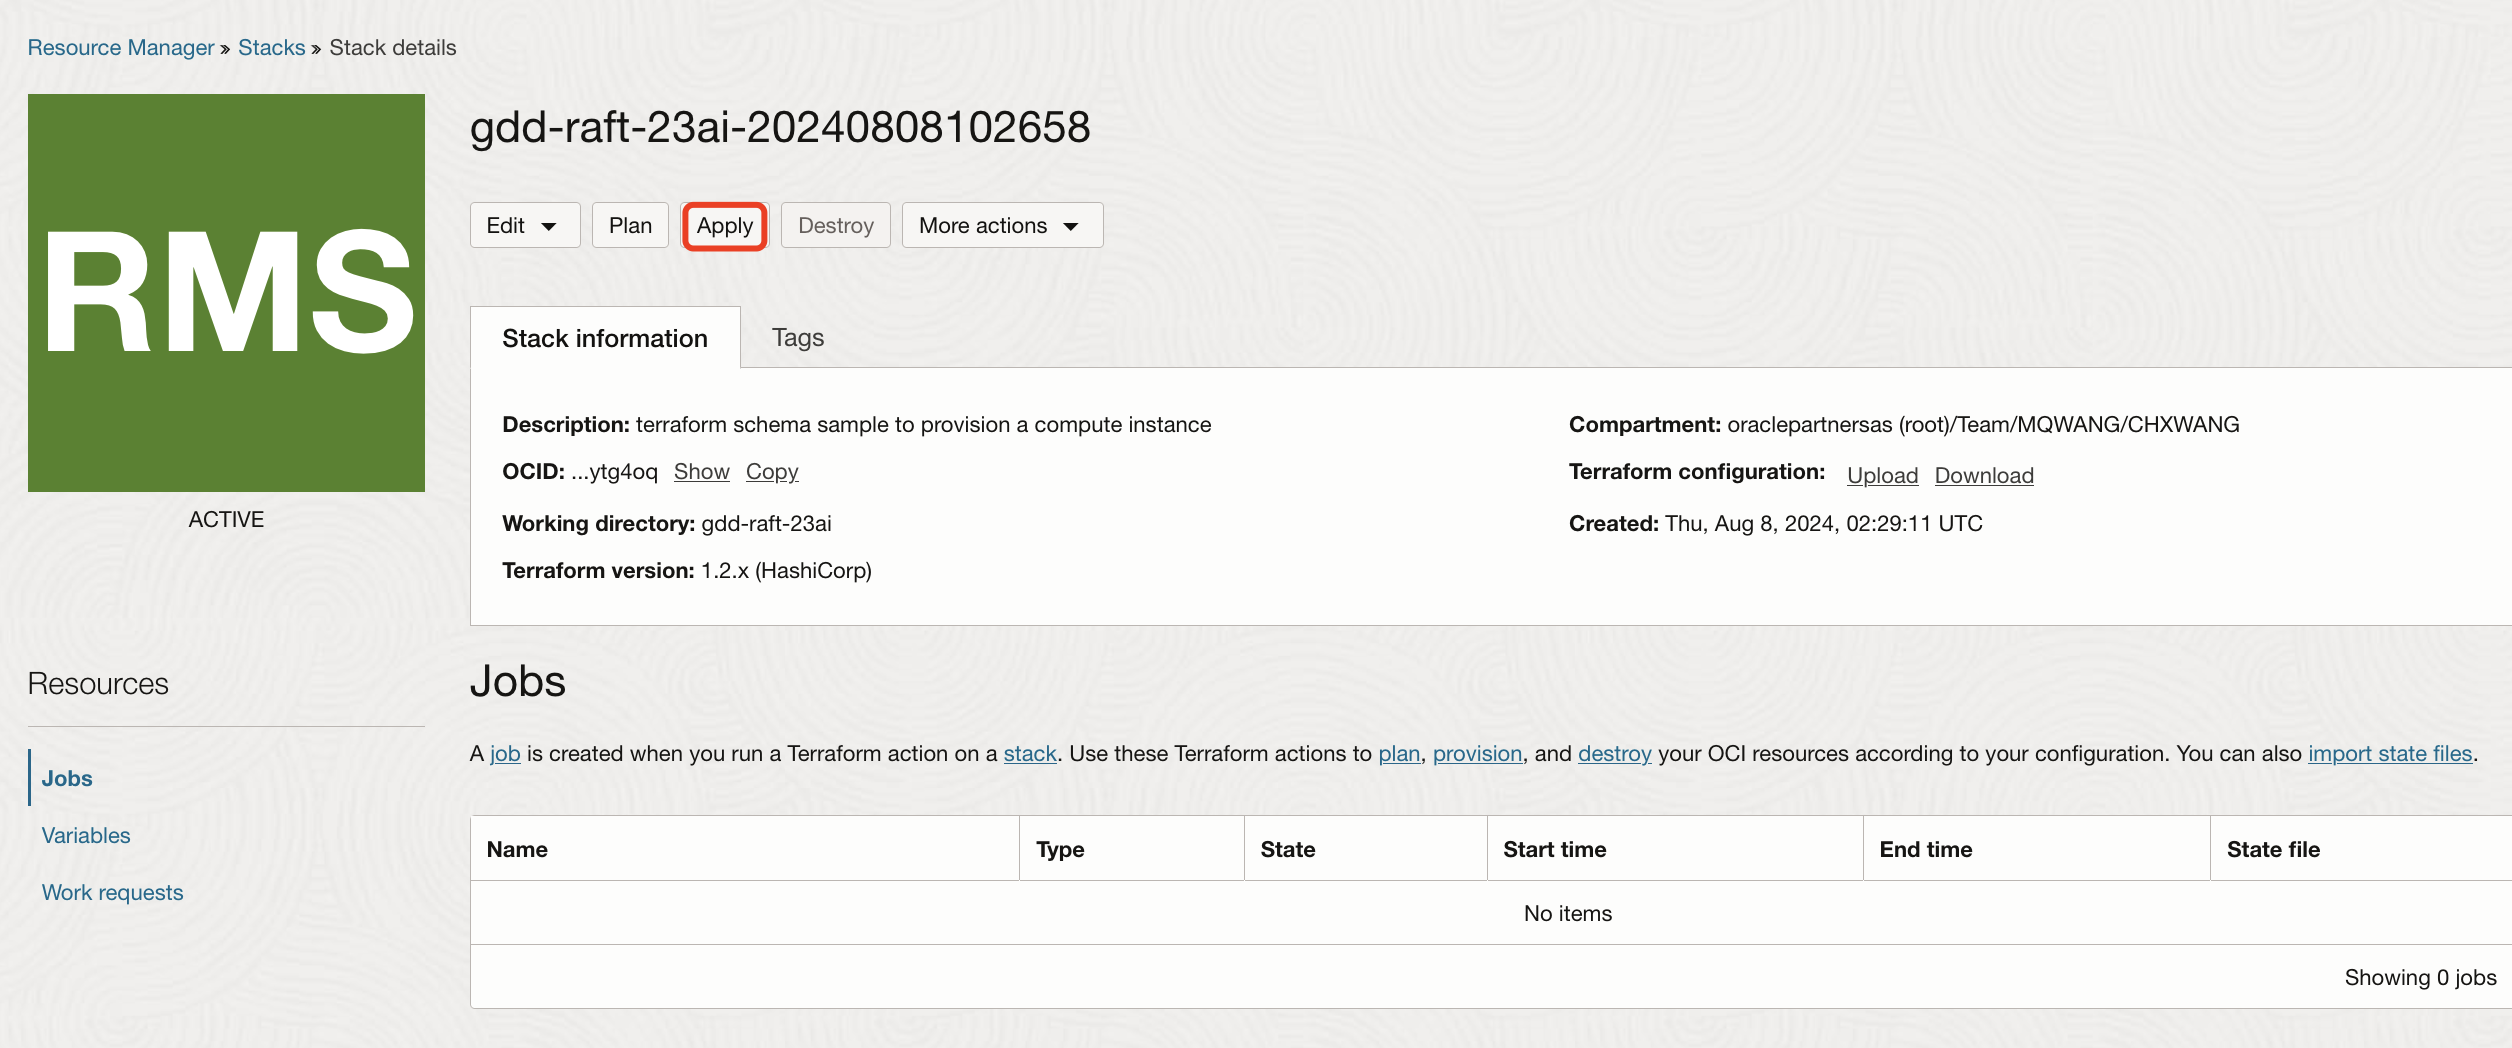 Resource Manager » Stacks » Stack details
RMS
ACTIVE
gdd-raft-23ai-20240808102658
Edit Plan Apply Destroy More actions
Stack information Tags
Description: terraform schema sample to provision a compute instance
OCID: ...ytg4oq Show Copy
Working directory: gdd-raft-23ai
Terraform version: 1.2.x (HashiCorp)
Compartment: oraclepartnersas (root)/Team/MQWANG/CHXWANG
Terraform configuration: Upload Download
Created: Thu, Aug 8, 2024, 02:29:11 UTC
Resources
Jobs
Variables
Work requests
Jobs
A job is created when you run a Terraform action on a stack. Use these Terraform actions to plan, provision, and destroy your OCI resources according to your configuration. You can also import state files.
Name Type State Start time End time State file
No items
Showing 0 jobs